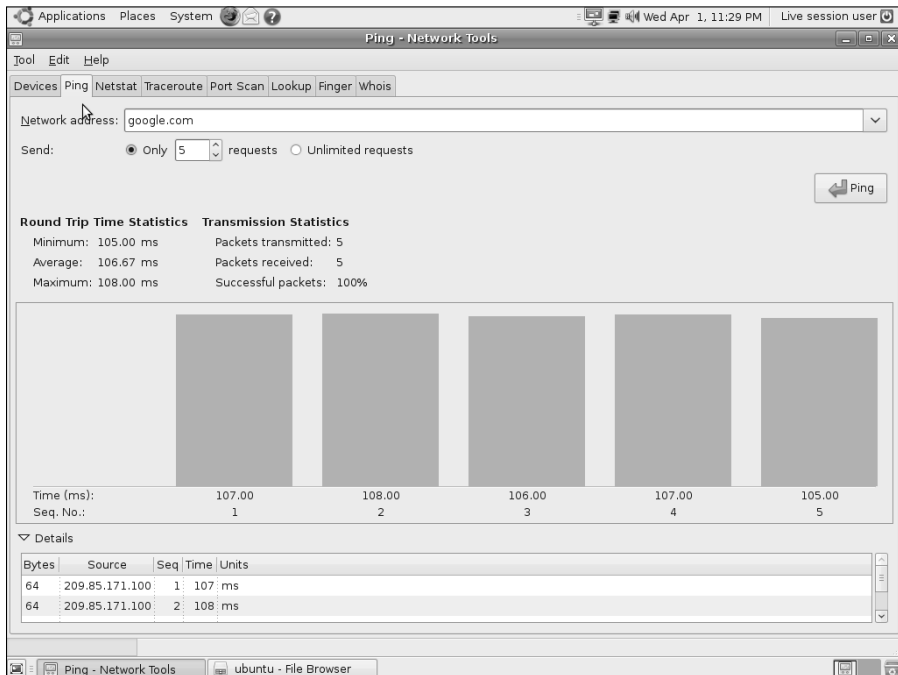 Applications Places System Wed Apr 1, 11:29 PM Live session user
Ping - Network Tools
Tool Edit Help
Devices Ping Netstat Traceroute Port Scan Lookup Finger Whois
Network address: google.com
Send: Only 5 requests Unlimited requests
Ping
Round Trip Time Statistics Transmission Statistics
Minimum: 105.00 ms Packets transmitted: 5
Average: 106.67 ms Packets received: 5
Maximum: 108.00 ms Successful packets: 100%
Time (ms): 107.00 108.00 106.00 107.00 105.00
Seq. No.: 1 2 3 4 5
Details
Bytes Source Seq Time Units
64 209.85.171.100 1 107 ms
64 209.85.171.100 2 108 ms
Ping - Network Tools ubuntu - File Browser